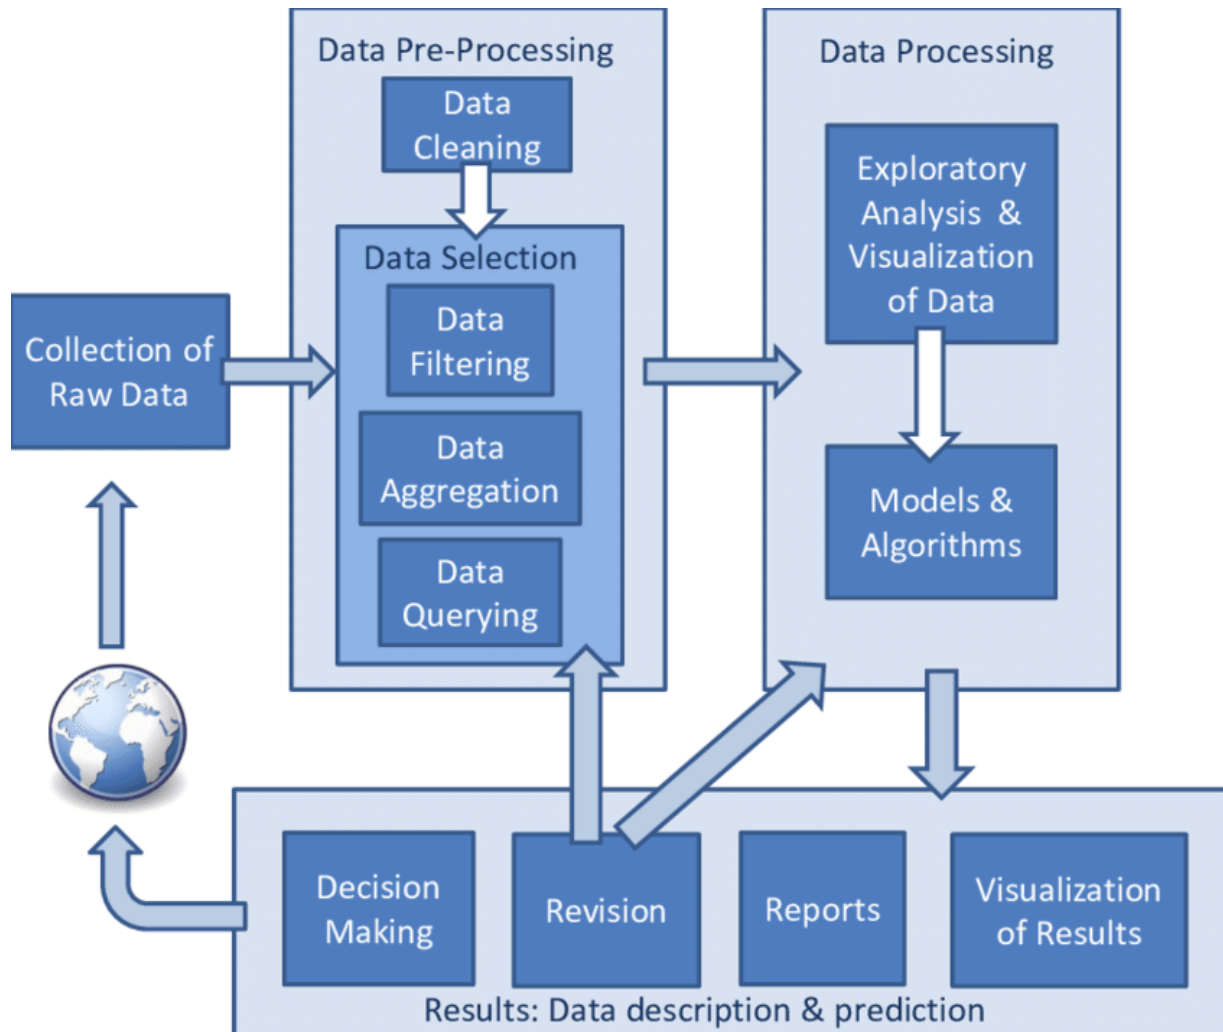 Data Pre-Processing
Data
Cleaning
Data Selection
Data
Filtering
Data
Aggregation
Data
Querying
Collection of
Raw Data
Data Processing
Exploratory
Analysis &
Visualization
of Data
Models &
Algorithms
Decision
Making
Revision
Reports
Visualization
of Results
Results: Data description & prediction